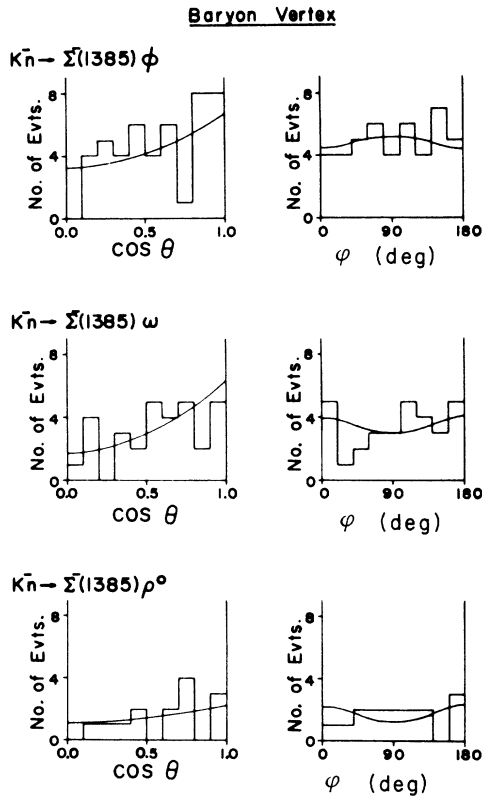 Baryon Vertex
K⁻n→ Σ⁻(1385) ϕ
No. of Evts.
8
4
0
0.0 0.5 1.0
COS θ
8
4
0
0 90 180
φ (deg)
K⁻n→ Σ⁻(1385) ω
No. of Evts.
8
4
0
0.0 0.5 1.0
COS θ
No. of Evts.
8
4
0
0 90 180
φ (deg)
K⁻n→ Σ⁻(1385) ρ⁰
No. of Evts.
8
4
0
0.0 0.5 1.0
COS θ
No. of Evts.
8
4
0
0 90 180
φ (deg)
No. of Evts.